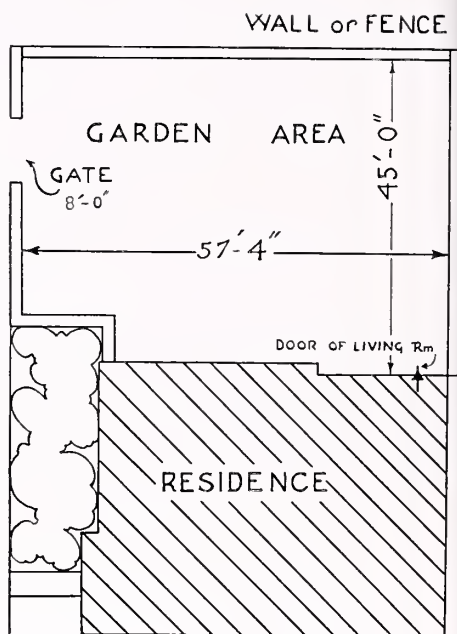 WALL or FENCE
GARDEN AREA
45'-0"
GATE
8'-0"
57'-4"
DOOR OF LIVING Rm
RESIDENCE